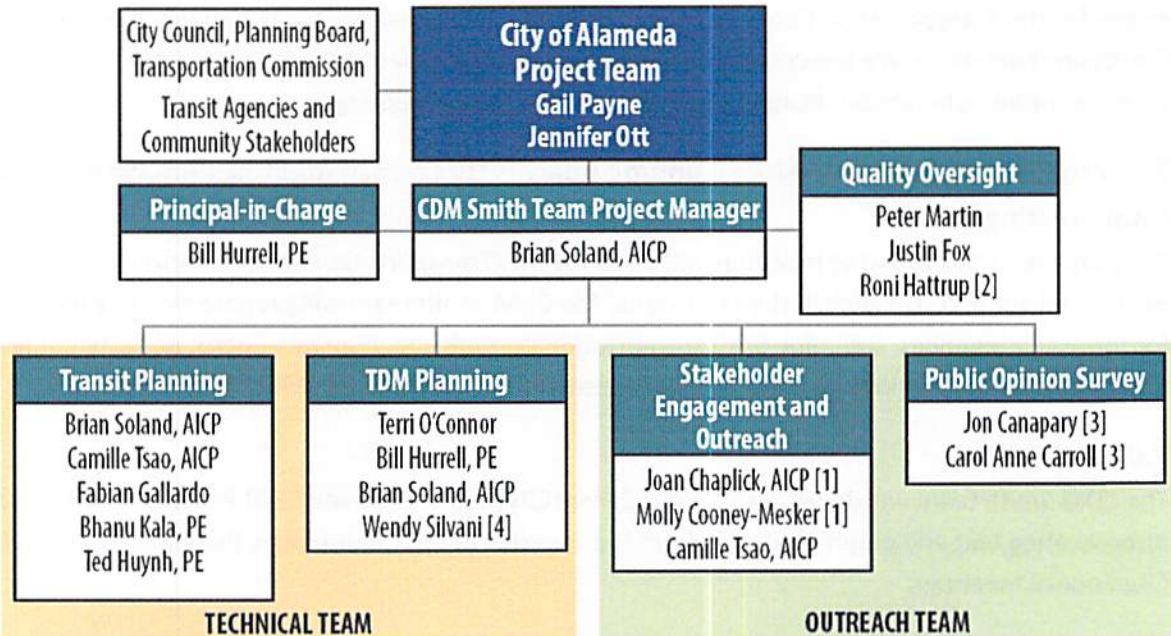 City Council, Planning Board,
Transportation Commission
Transit Agencies and
Community Stakeholders
City of Alameda
Project Team
Gail Payne
Jennifer Ott
Principal-in-Charge
Bill Hurrell, PE
CDM Smith Team Project Manager
Brian Soland, AICP
Quality Oversight
Peter Martin
Justin Fox
Roni Hattrup [2]
Transit Planning
Brian Soland, AICP
Camille Tsao, AICP
Fabian Gallardo
Bhanu Kala, PE
Ted Huynh, PE
TDM Planning
Terri O'Connor
Bill Hurrell, PE
Brian Soland, AICP
Wendy Silvani [4]
TECHNICAL TEAM
Stakeholder
Engagement and
Outreach
Joan Chaplick, AICP [1]
Molly Cooney-Mesker [1]
Camille Tsao, AICP
Public Opinion Survey
Jon Canapary [3]
Carol Anne Carroll [3]
OUTREACH TEAM